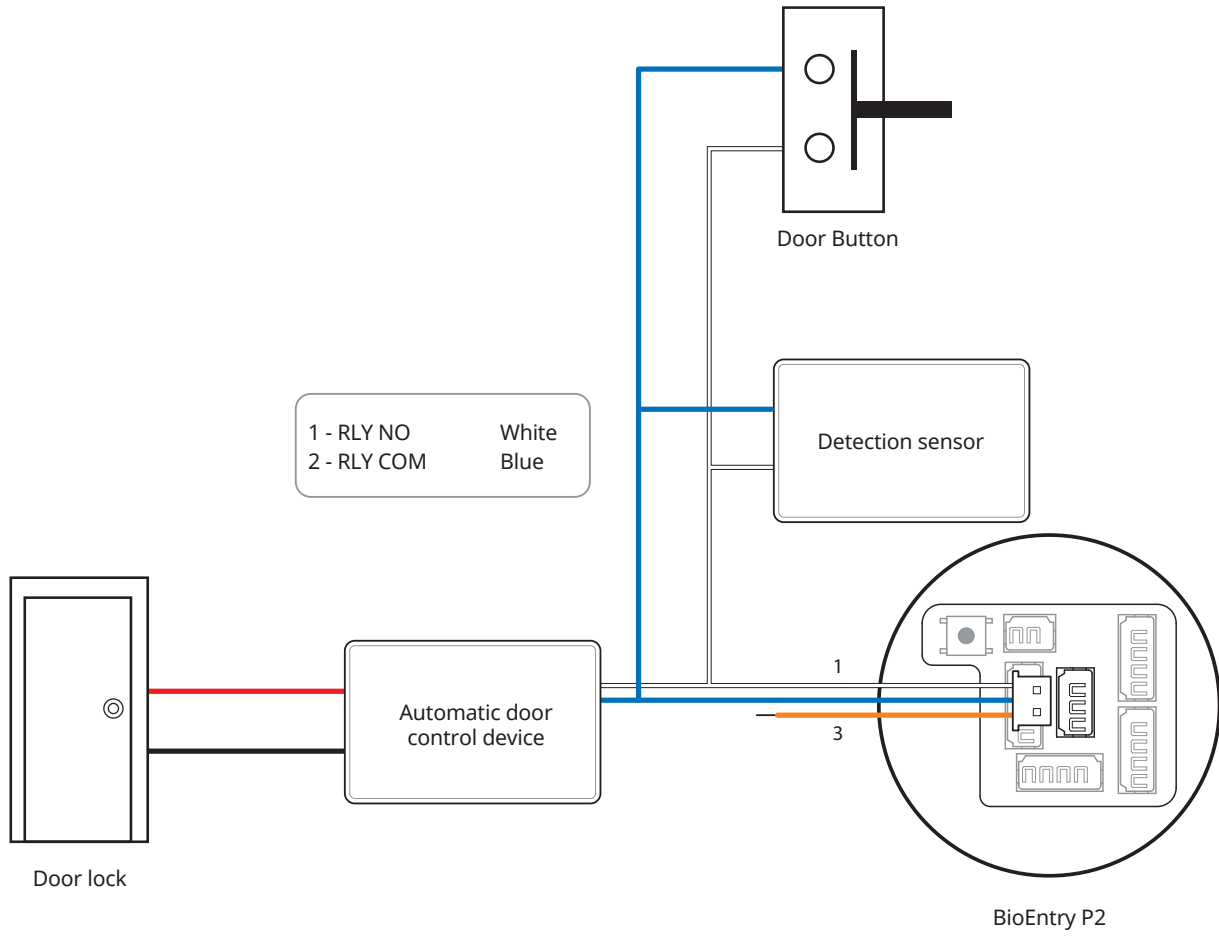 Door Button
1 - RLY NO White
2 - RLY COM Blue
Detection sensor
1
Automatic door
control device
3
Door lock
BioEntry P2